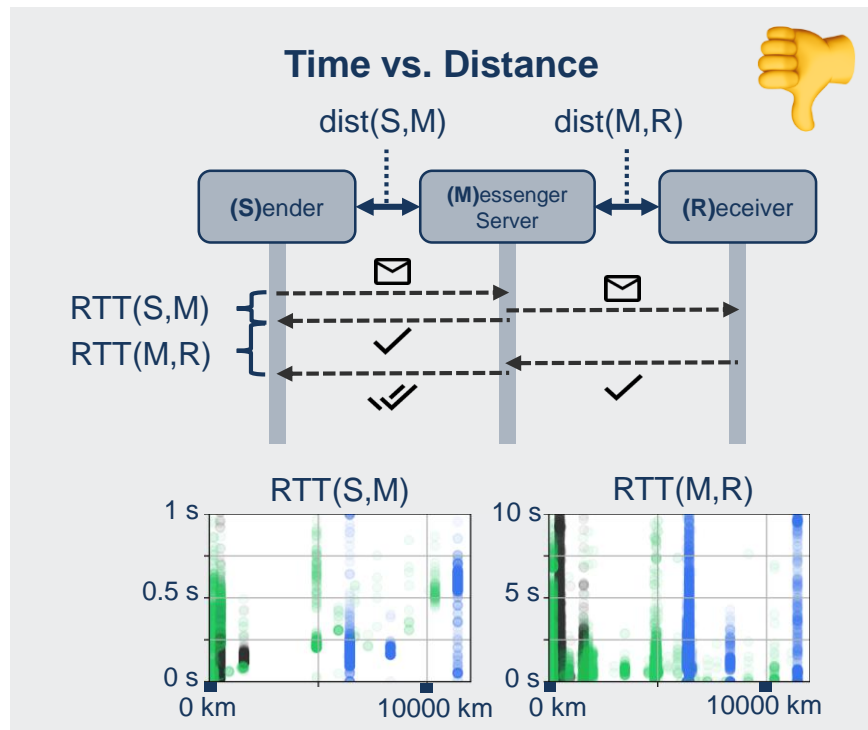 Time vs. Distance
dist(S,M)
dist(M,R)
(S)ender
(M)essenger
Server
(R)eceiver
RTT(S,M)
RTT(M,R)
RTT(S,M)
RTT(M,R)
1 s
0.5 s
0 s
0 km
10000 km
10 s
5 s
0 s
0 km
10000 km